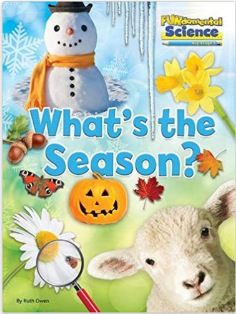 FUNdamental
Science
What's the
Season?
By Ruth Owen